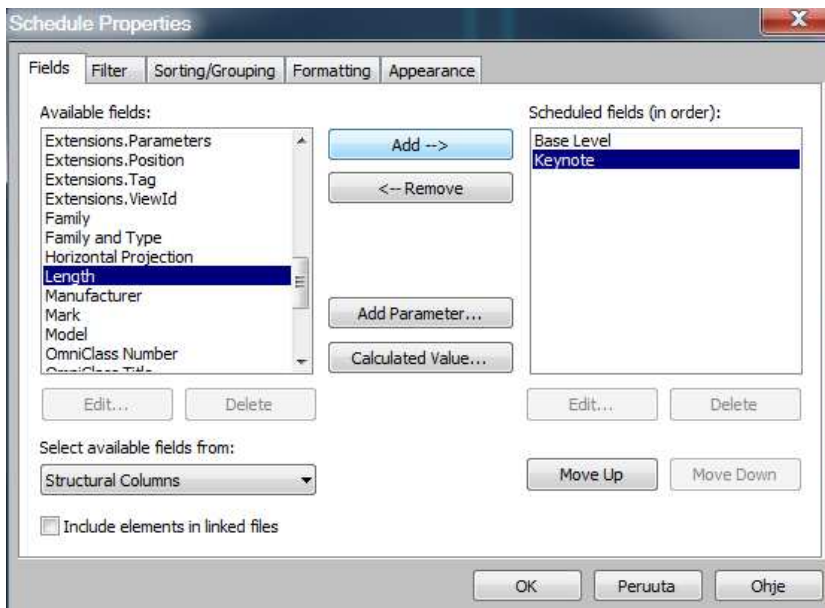 Schedule Properties
Fields
Filter
Sorting/Grouping
Formatting
Appearance
Available fields:
Extensions.Parameters
Extensions.Position
Extensions.Tag
Extensions.ViewId
Family
Family and Type
Horizontal Projection
Length
Manufacturer
Mark
Model
OmniClass Number
OmniClass Title
Add -->
<-- Remove
Add Parameter...
Calculated Value...
Scheduled fields (in order):
Base Level
Keynote
Edit...
Delete
Edit...
Delete
Select available fields from:
Structural Columns
Move Up
Move Down
Include elements in linked files
OK
Peruuta
Ohje